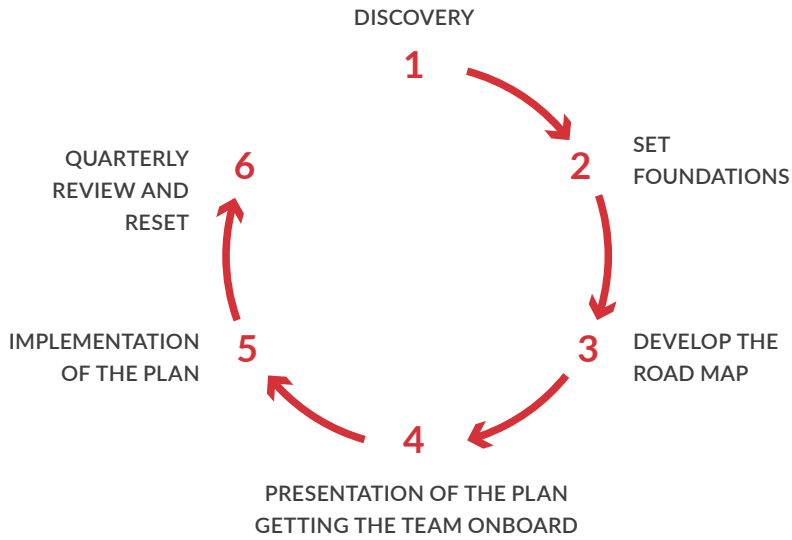 DISCOVERY
1
2
SET
FOUNDATIONS
3
DEVELOP THE
ROAD MAP
4
PRESENTATION OF THE PLAN
GETTING THE TEAM ONBOARD
5
IMPLEMENTATION
OF THE PLAN
6
QUARTERLY
REVIEW AND
RESET